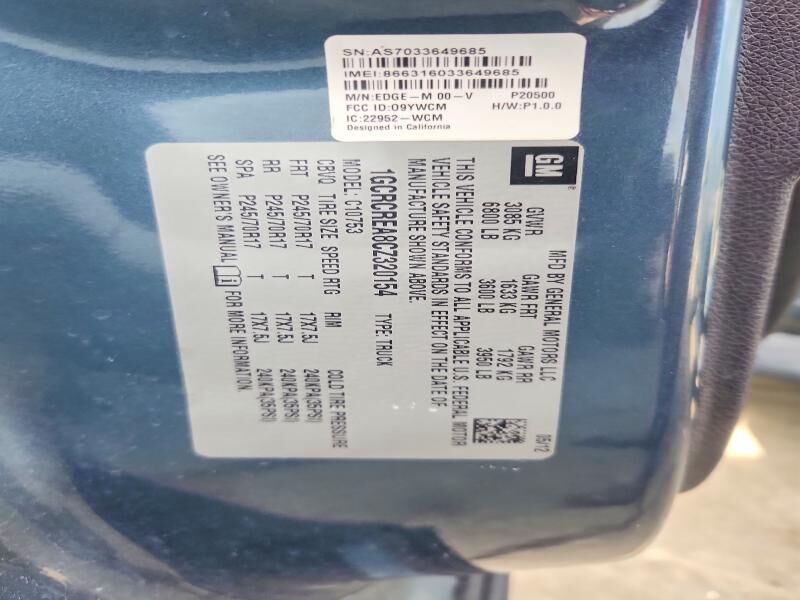 SN:AS7033649685
IMEI:866316033649685
M/N:EDGE-M 00-V P20500
FCC ID:O9YWCM H/W:P1.0.0
IC:22952-WCM
Designed in California
GM
MFD BY GENERAL MOTORS LLC 05/12
GVWR GAWR FRT GAWR RR
3085 KG 1633 KG 1792 KG
6800 LB 3600 LB 3950 LB
THIS VEHICLE CONFORMS TO ALL APPLICABLE U.S. FEDERAL MOTOR
VEHICLE SAFETY STANDARDS IN EFFECT ON THE DATE OF
MANUFACTURE SHOWN ABOVE.
1GCRCREA8CZ320154 TYPE: TRUCK
MODEL: C10753
CBVQ TIRE SIZE SPEED RTG RIM COLD TIRE PRESSURE
FRT P245/70R17 T 17X7.5J 240KPA(35PSI)
RR P245/70R17 T 17X7.5J 240KPA(35PSI)
SPA P245/70R17 T 17X7.5J 240KPA(35PSI)
SEE OWNER'S MANUAL FOR MORE INFORMATION